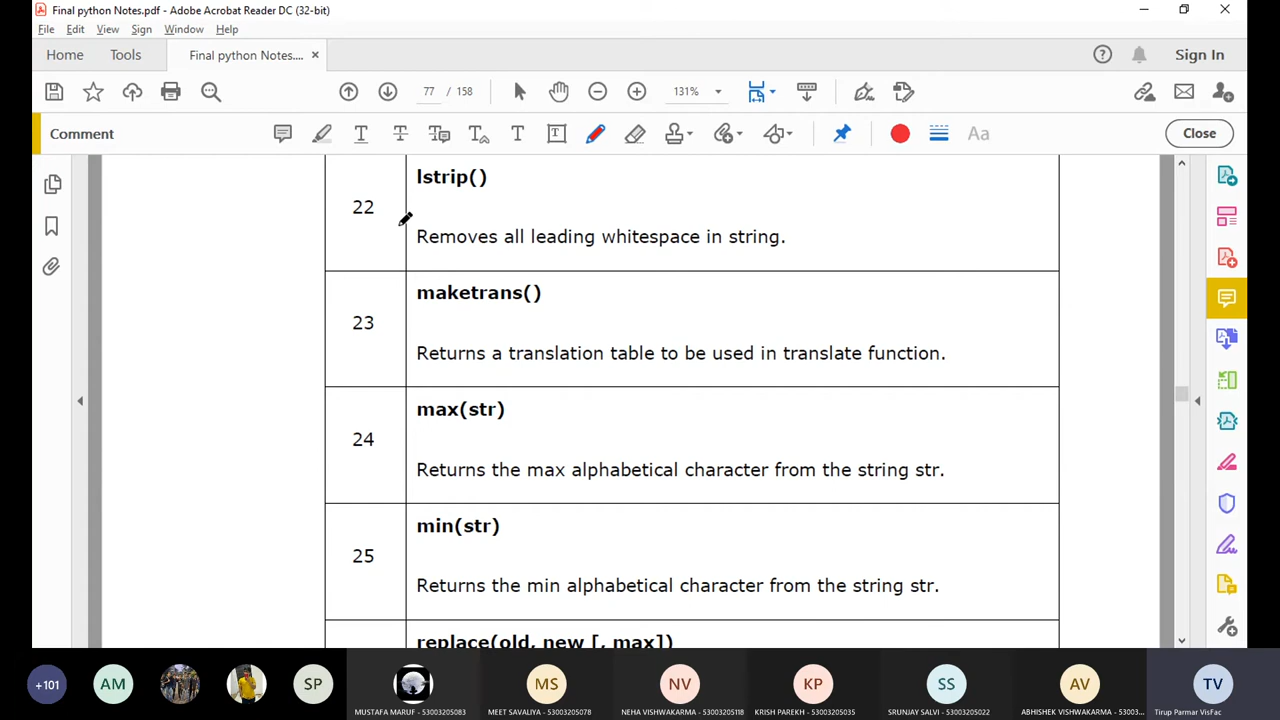 Final python Notes.pdf - Adobe Acrobat Reader DC (32-bit)
File Edit View Sign Window Help
Home Tools Final python Notes.... × Sign In
77 / 158 131%
Comment Aa Close
22 lstrip()
Removes all leading whitespace in string.
23 maketrans()
Returns a translation table to be used in translate function.
24 max(str)
Returns the max alphabetical character from the string str.
25 min(str)
Returns the min alphabetical character from the string str.
replace(old, new [, max])
+101 AM SP MS NV KP SS AV TV
MUSTAFA MARUF - 53003205083 MEET SAVALIYA - 53003205078 NEHA VISHWAKARMA - 53003205118 KRISH PAREKH - 53003205035 SRUNJAY SALVI - 53003205022 ABHISHEK VISHWAKARMA - 53003... Tirup Parmar VisFac